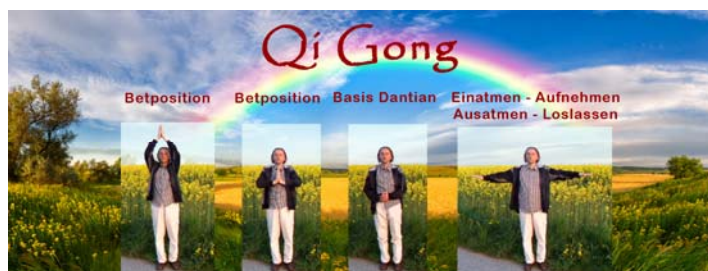 Qi Gong
Betposition
Betposition
Basis Dantian
Einatmen - Aufnehmen
Ausatmen - Loslassen